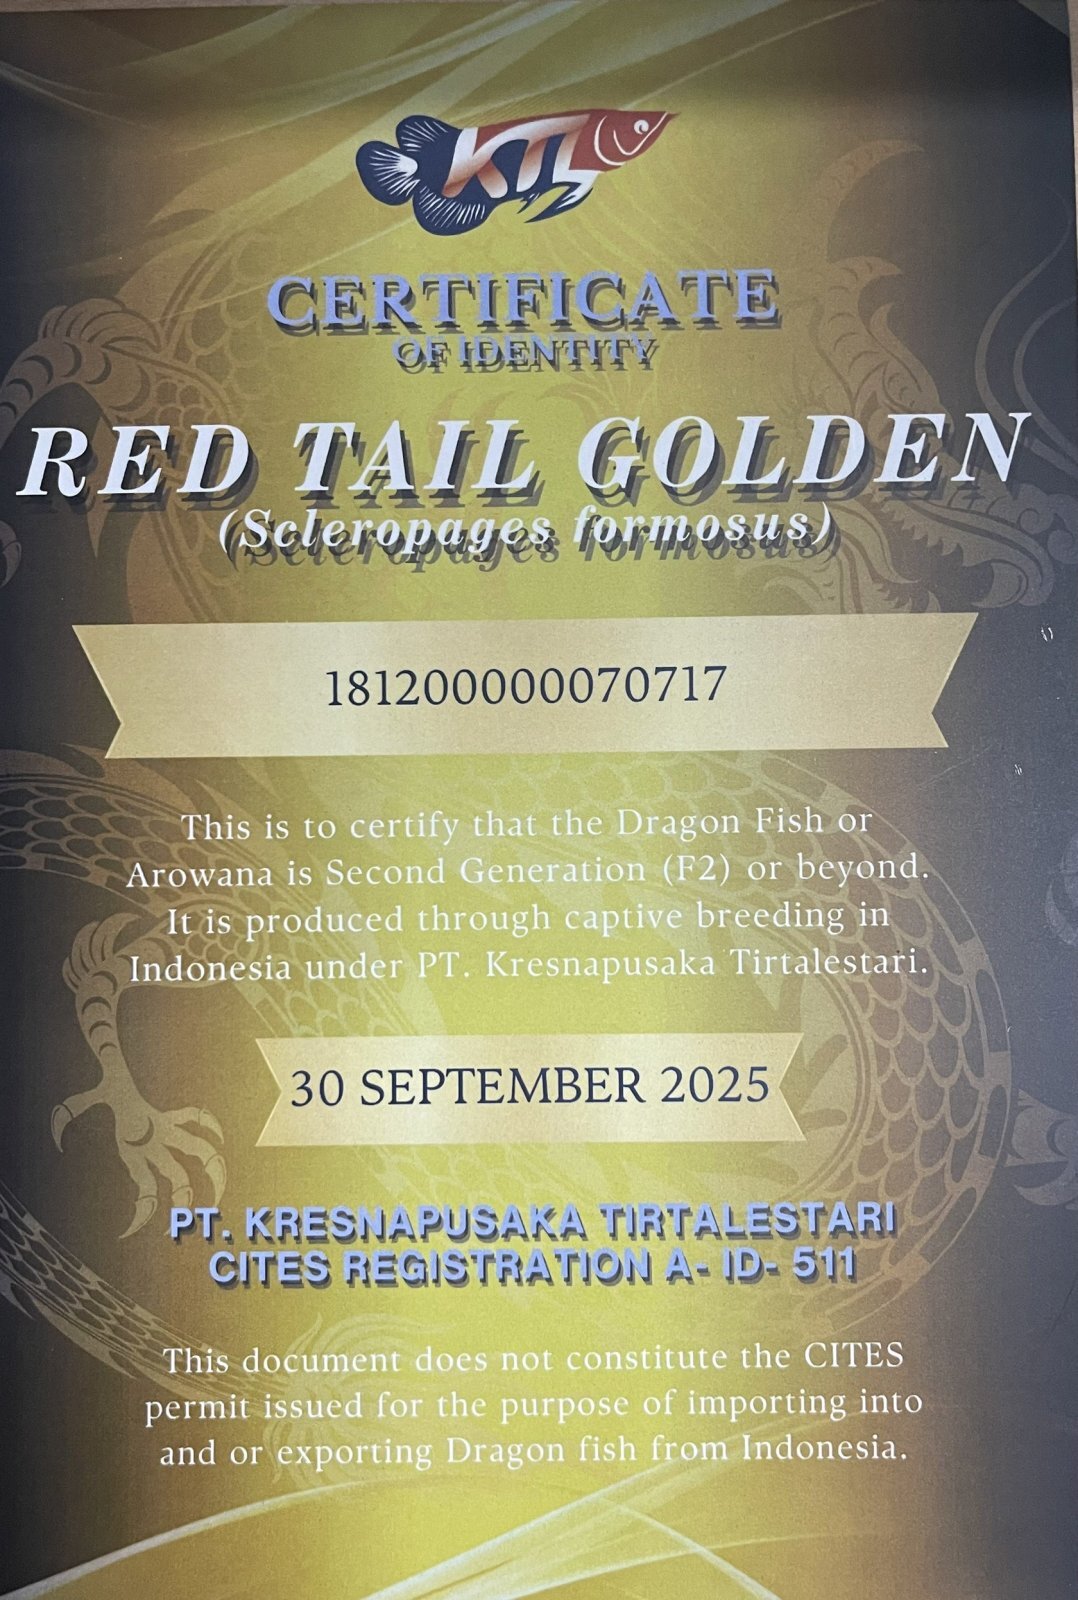 KTL
CERTIFICATE
OF IDENTITY
RED TAIL GOLDEN
(Scleropages formosus)
181200000070717
This is to certify that the Dragon Fish or
Arowana is Second Generation (F2) or beyond.
It is produced through captive breeding in
Indonesia under PT. Kresnapusaka Tirtalestari.
30 SEPTEMBER 2025
PT. KRESNAPUSAKA TIRTALESTARI
CITES REGISTRATION A- ID- 511
This document does not constitute the CITES
permit issued for the purpose of importing into
and or exporting Dragon fish from Indonesia.